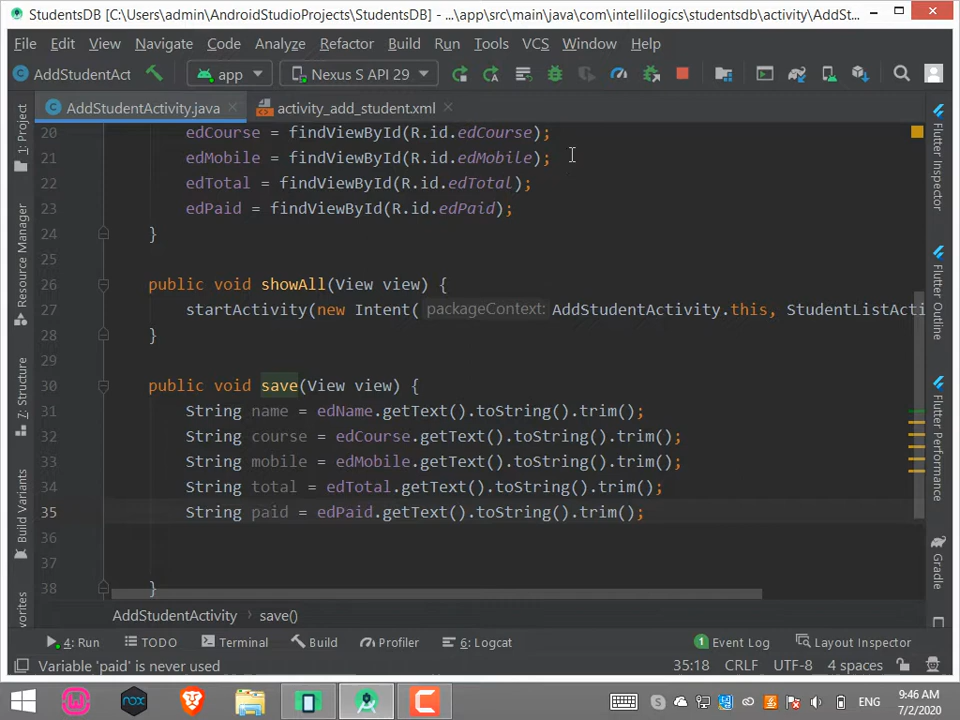 StudentsDB [C:\Users\admin\AndroidStudioProjects\StudentsDB] - ...\app\src\main\java\com\intellilogics\studentsdb\activity\AddSt...
File Edit View Navigate Code Analyze Refactor Build Run Tools VCS Window Help
AddStudentAct app Nexus S API 29
AddStudentActivity.java activity_add_student.xml
20 edCourse = findViewById(R.id.edCourse);
21 edMobile = findViewById(R.id.edMobile);
22 edTotal = findViewById(R.id.edTotal);
23 edPaid = findViewById(R.id.edPaid);
24 }
25
26 public void showAll(View view) {
27 startActivity(new Intent( packageContext: AddStudentActivity.this, StudentListActi
28 }
29
30 public void save(View view) {
31 String name = edName.getText().toString().trim();
32 String course = edCourse.getText().toString().trim();
33 String mobile = edMobile.getText().toString().trim();
34 String total = edTotal.getText().toString().trim();
35 String paid = edPaid.getText().toString().trim();
36
37
38 }
AddStudentActivity > save()
4: Run TODO Terminal Build Profiler 6: Logcat 1 Event Log Layout Inspector
Variable 'paid' is never used 35:18 CRLF UTF-8 4 spaces
1: Project
Resource Manager
7: Structure
Build Variants
vorites
Flutter Inspector
Flutter Outline
Flutter Performance
Gradle
nox
ENG
9:46 AM
7/2/2020